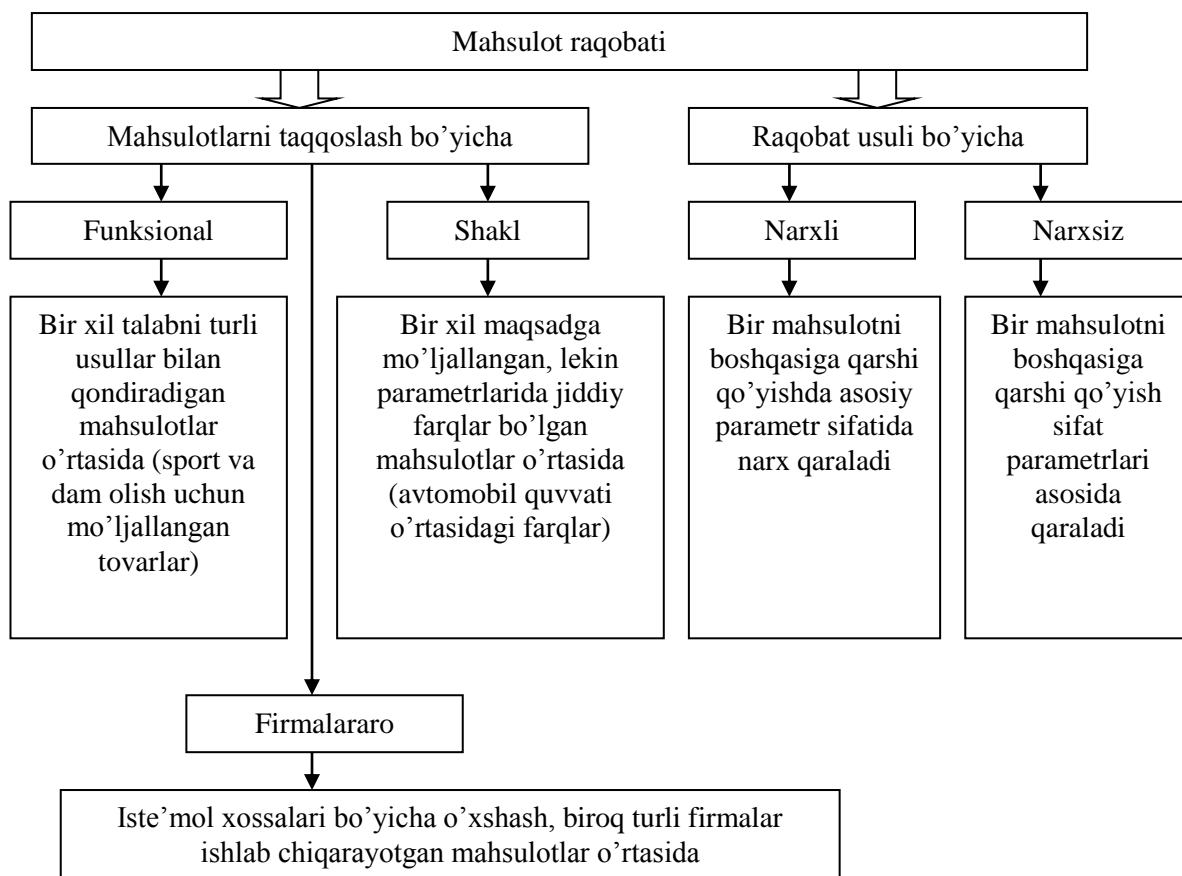 Mahsulot raqobati
Mahsulotlarni taqqoslash bo’yicha
Raqobat usuli bo’yicha
Funksional
Shakl
Narxli
Narxsiz
Bir xil talabni turli
usullar bilan
qondiradigan
mahsulotlar
o’rtasida (sport va
dam olish uchun
mo’ljallangan
tovarlar)
Bir xil maqsadga
mo’ljallangan, lekin
parametrlarida jiddiy
farqlar bo’lgan
mahsulotlar o’rtasida
(avtomobil quvvati
o’rtasidagi farqlar)
Bir mahsulotni
boshqasiga qarshi
qo’yishda asosiy
parametr sifatida
narx qaraladi
Bir mahsulotni
boshqasiga
qarshi qo’yish
sifat
parametrlari
asosida
qaraladi
Firmalararo
Iste’mol xossalari bo’yicha o’xshash, biroq turli firmalar
ishlab chiqarayotgan mahsulotlar o’rtasida